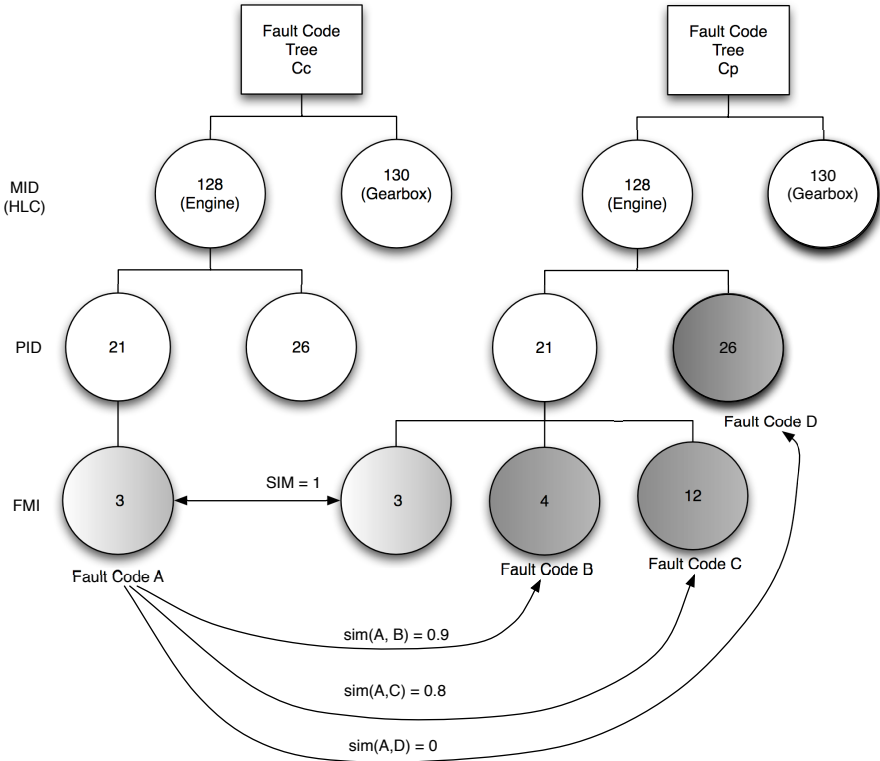 Fault Code
Tree
Cc
Fault Code
Tree
Cp
MID
(HLC)
128
(Engine)
130
(Gearbox)
128
(Engine)
130
(Gearbox)
PID
21
26
21
26
Fault Code D
FMI
3
SIM = 1
3
4
12
Fault Code A
Fault Code B
Fault Code C
sim(A, B) = 0.9
sim(A,C) = 0.8
sim(A,D) = 0